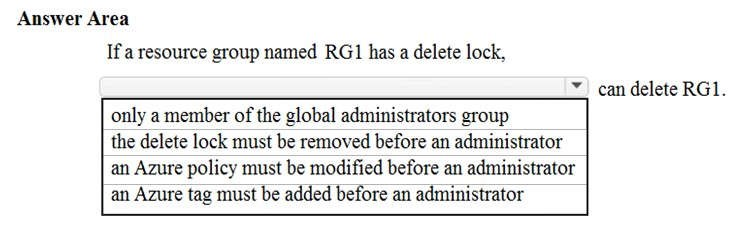 Answer Area
If a resource group named RG1 has a delete lock,
can delete RG1.
only a member of the global administrators group
the delete lock must be removed before an administrator
an Azure policy must be modified before an administrator
an Azure tag must be added before an administrator